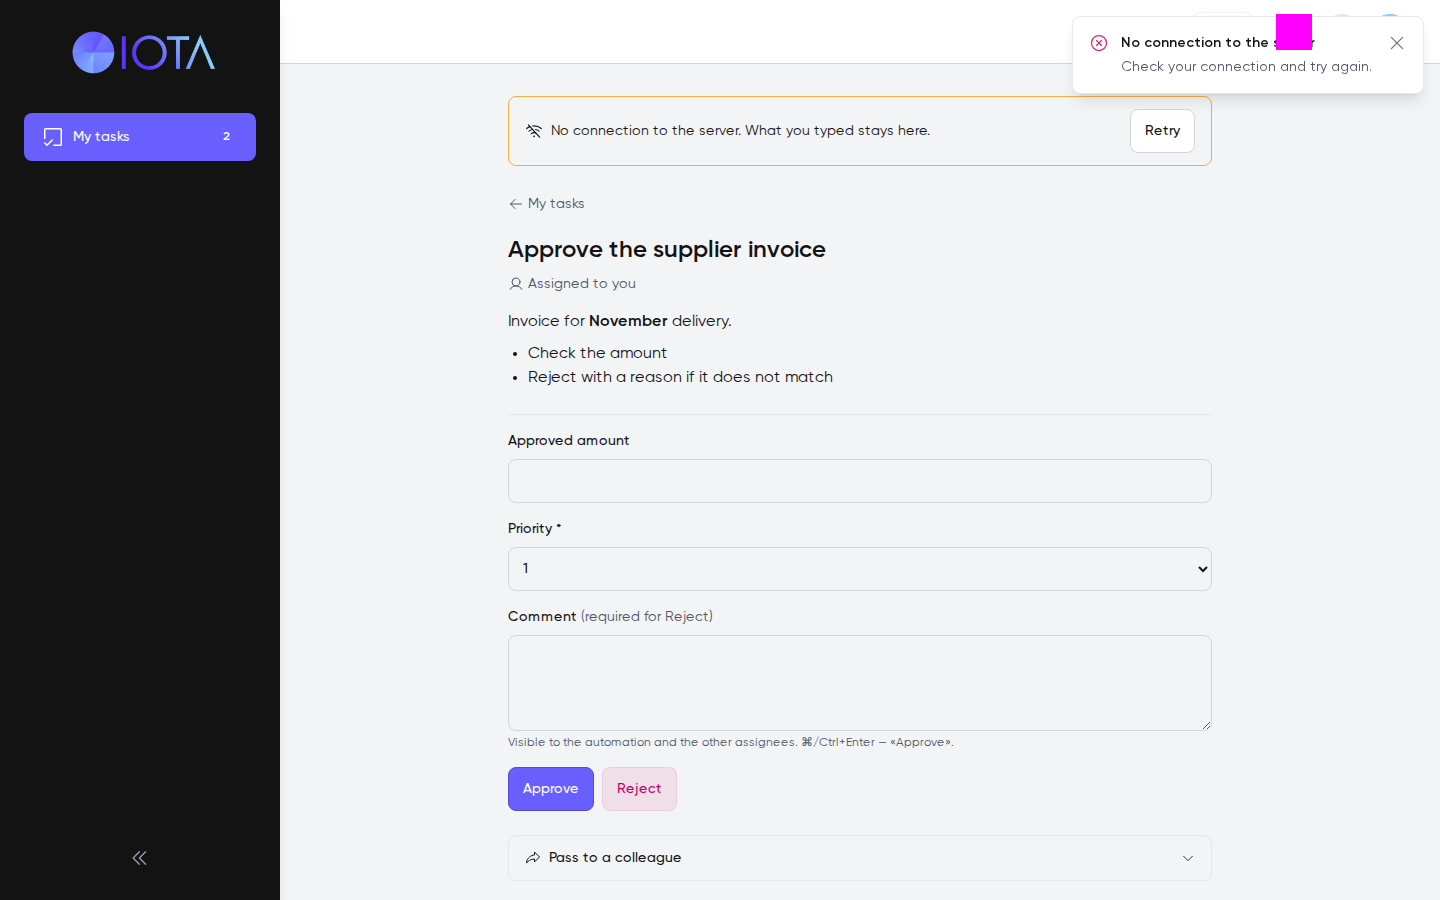 IOTA
My tasks 2
No connection to the
Check your connection and try again.
No connection to the server. What you typed stays here.
Retry
My tasks
Approve the supplier invoice
Assigned to you
Invoice for November delivery.
• Check the amount
• Reject with a reason if it does not match
Approved amount
Priority *
1
Comment (required for Reject)
Visible to the automation and the other assignees. ⌘/Ctrl+Enter — «Approve».
Approve
Reject
Pass to a colleague